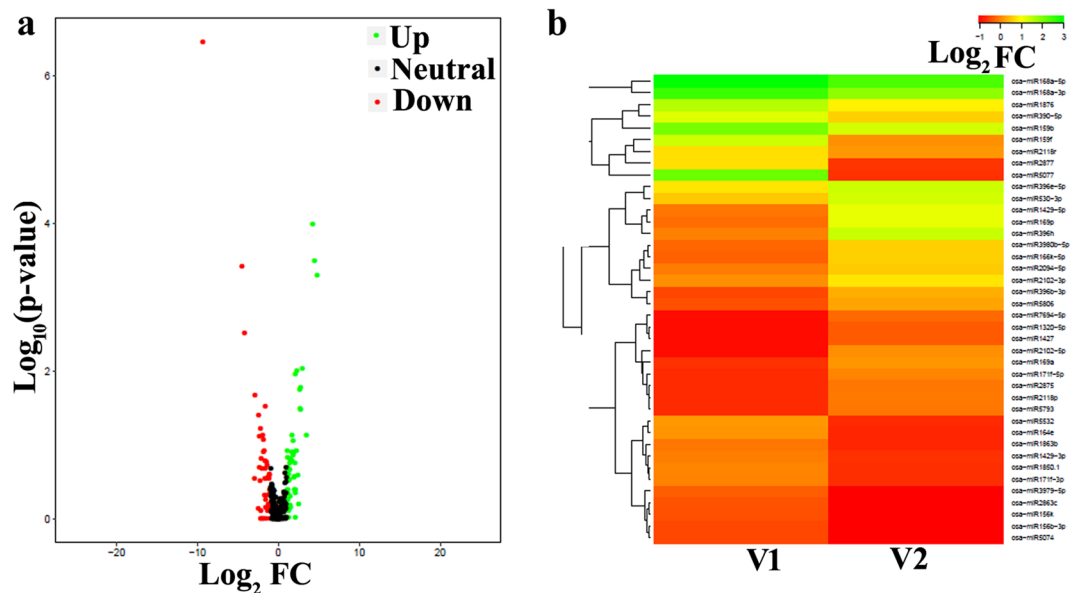 a
Up
Neutral
Down
6
4
2
0
−20
−10
0
10
20
Log10(p-value)
Log2 FC
b
−1 0 1 2 3
Log2 FC
osa-miR168a-5p
osa-miR168a-3p
osa-miR1876
osa-miR390-5p
osa-miR159b
osa-miR159f
osa-miR2118r
osa-miR2877
osa-miR5077
osa-miR396e-5p
osa-miR530-3p
osa-miR1429-5p
osa-miR169p
osa-miR396h
osa-miR3980b-5p
osa-miR166k-5p
osa-miR2094-5p
osa-miR2102-3p
osa-miR396b-3p
osa-miR5806
osa-miR7694-5p
osa-miR1320-5p
osa-miR1427
osa-miR2102-5p
osa-miR169a
osa-miR171f-5p
osa-miR2875
osa-miR2118p
osa-miR5793
osa-miR5532
osa-miR164e
osa-miR1863b
osa-miR1429-3p
osa-miR1850.1
osa-miR171f-3p
osa-miR3979-5p
osa-miR2863c
osa-miR156k
osa-miR156b-3p
osa-miR5074
V1
V2